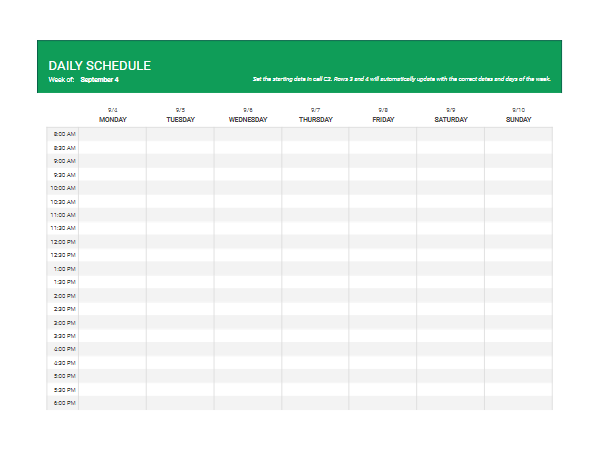 DAILY SCHEDULE
Week of: September 4
Set the starting date in cell C2. Rows 3 and 4 will automatically update with the correct dates and days of the week.
9/4 9/5 9/6 9/7 9/8 9/9 9/10
MONDAY TUESDAY WEDNESDAY THURSDAY FRIDAY SATURDAY SUNDAY
8:00 AM
8:30 AM
9:00 AM
9:30 AM
10:00 AM
10:30 AM
11:00 AM
11:30 AM
12:00 PM
12:30 PM
1:00 PM
1:30 PM
2:00 PM
2:30 PM
3:00 PM
3:30 PM
4:00 PM
4:30 PM
5:00 PM
5:30 PM
6:00 PM